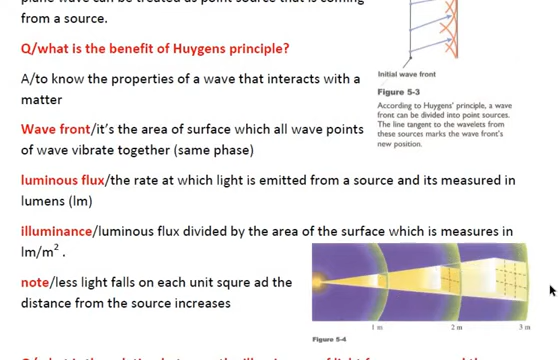 plane wave can be treated as point source that is coming
from a source.
Q/what is the benefit of Huygens principle?
A/to know the properties of a wave that interacts with a
matter
Wave front/it's the area of surface which all wave points
of wave vibrate together (same phase)
luminous flux/the rate at which light is emitted from a source and its measured in
lumens (lm)
illuminance/luminous flux divided by the area of the surface which is measures in
lm/m².
note/less light falls on each unit squre ad the
distance from the source increases
Initial wave front
Figure 5-3
According to Huygens' principle, a wave
front can be divided into point sources.
The line tangent to the wavelets from
these sources marks the wave front's
new position.
1 m
2 m
3 m
Figure 5-4